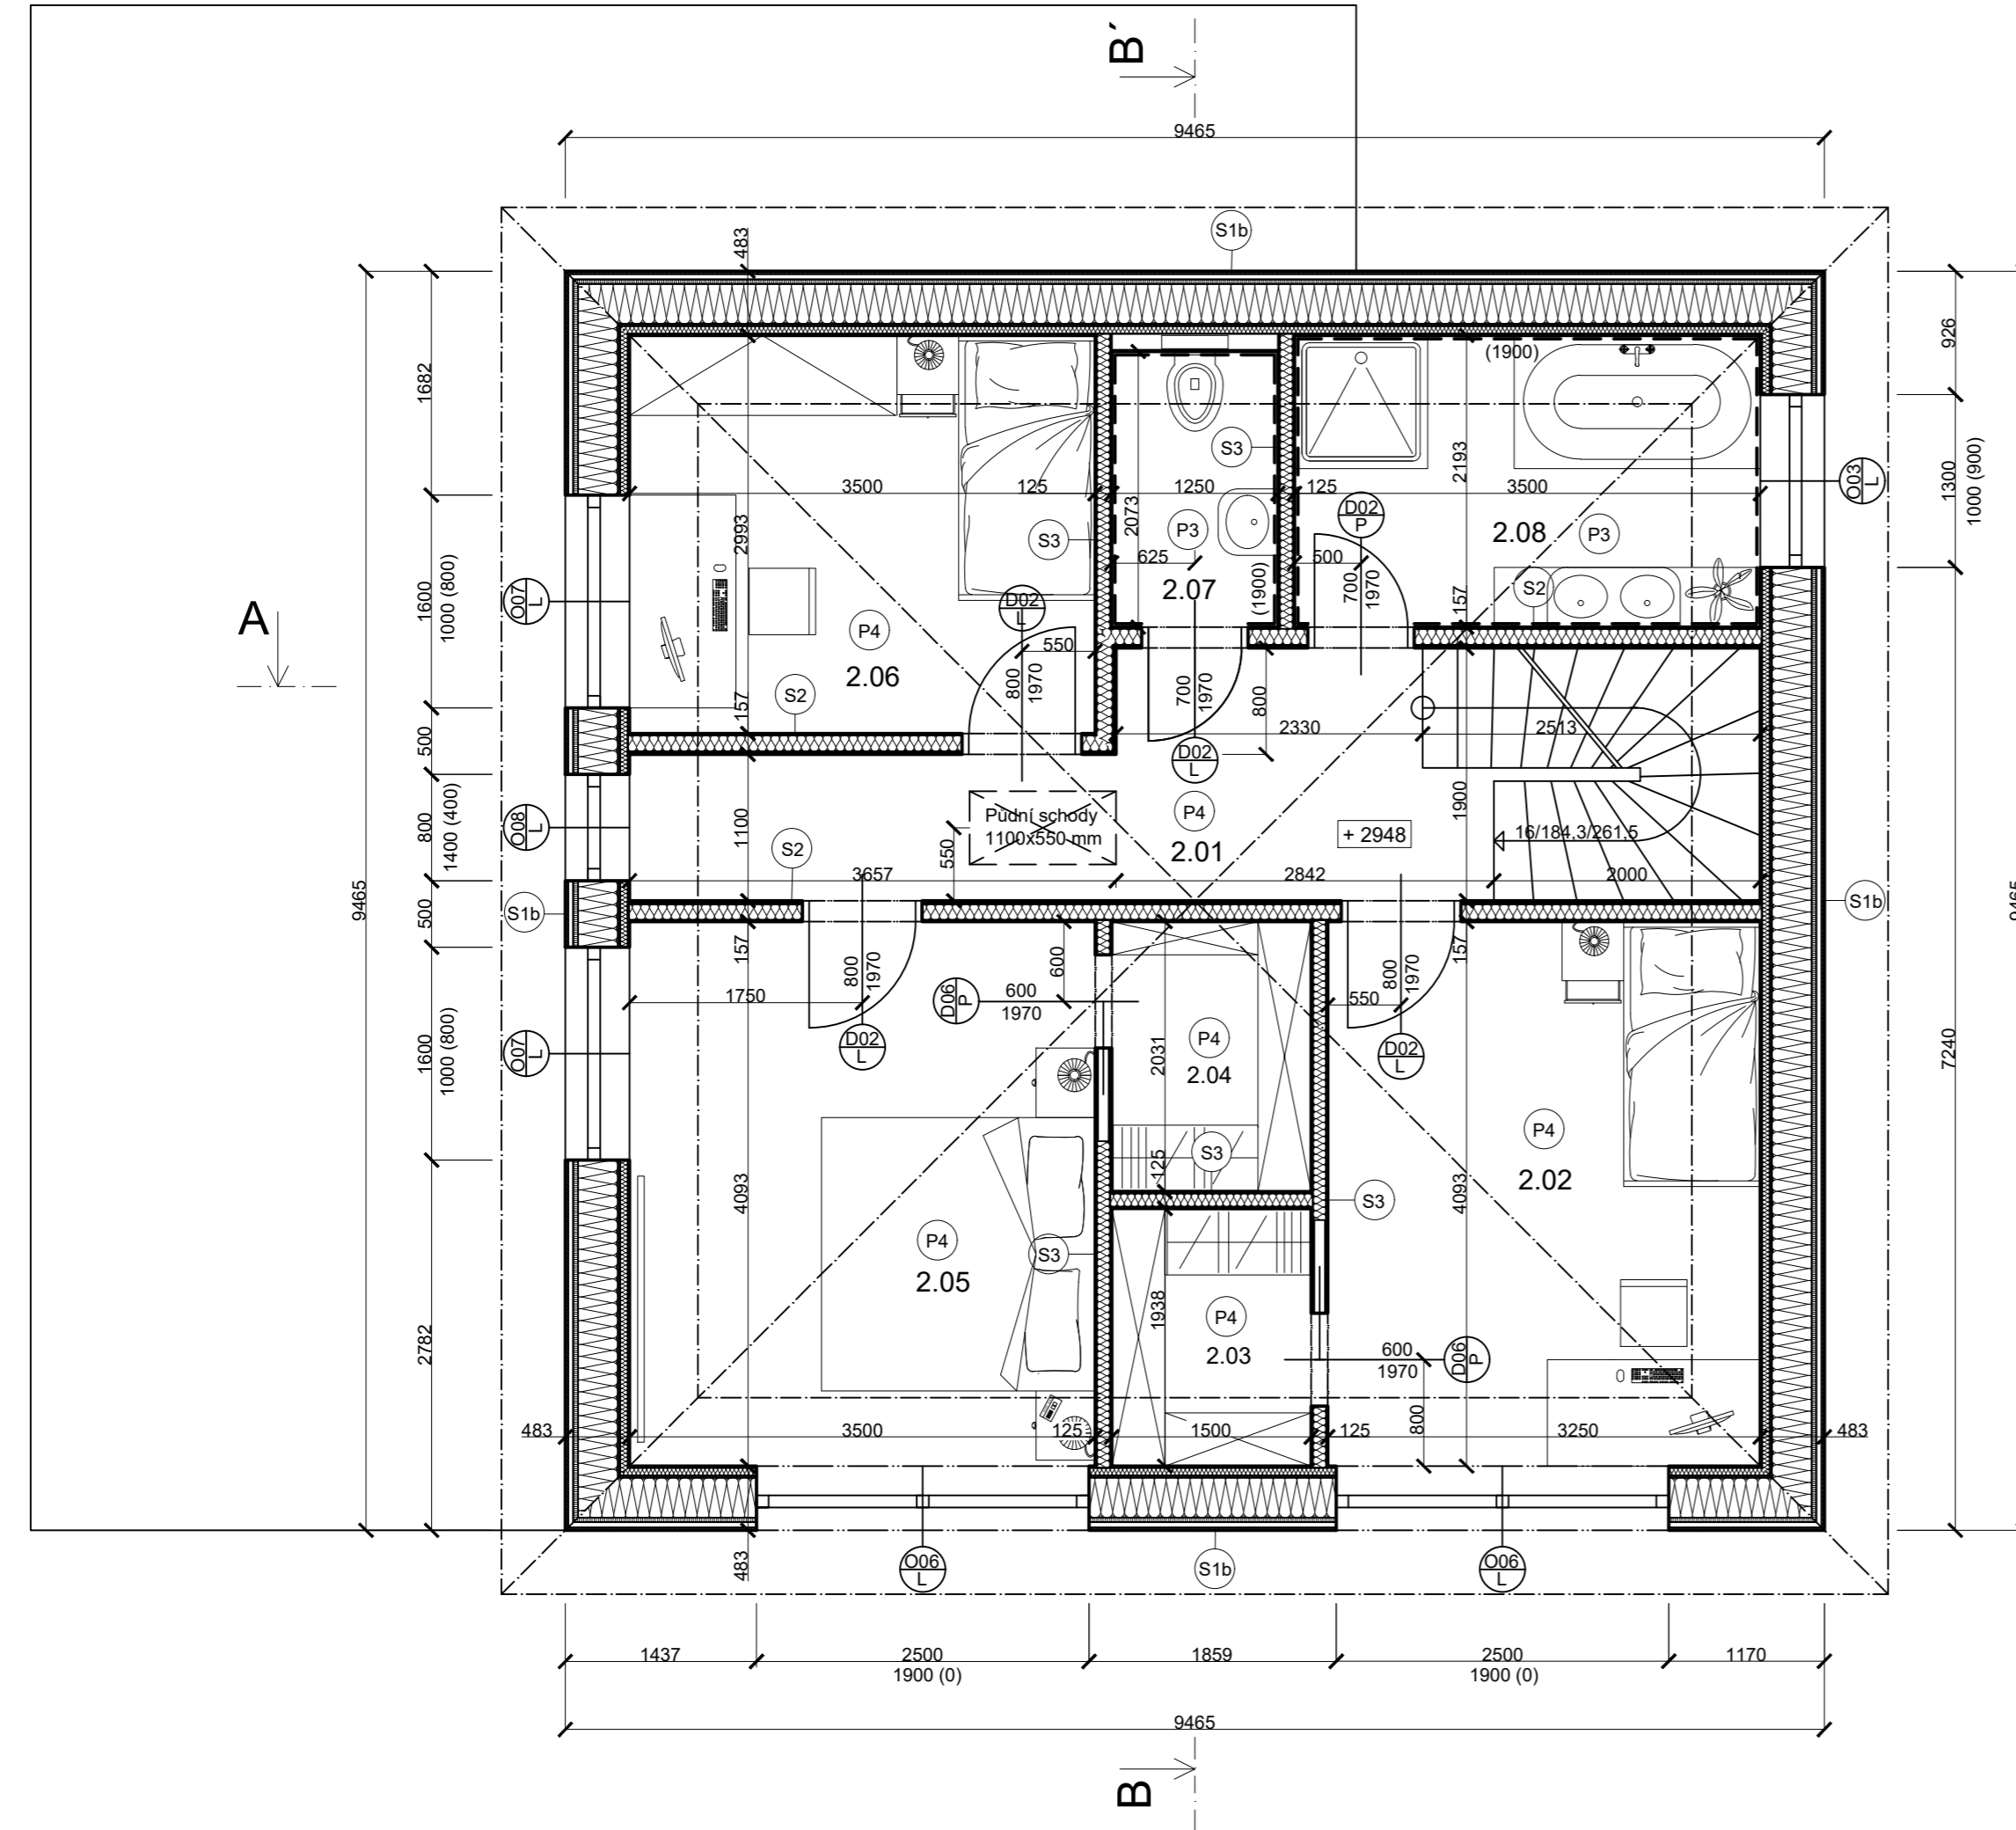 B´
9465
S1b
483
926
1682
(1900)
2193
S3
3500
125
1250
125
3500
O03
L
1300
1000 (900)
2073
D02
P
2993
S3
P3
2.08
P3
625
500
1600
1000 (800)
O07
L
2.07
(1900)
700
1970
157
S2
D02
L
A
P4
550
2.06
800
1970
700
1970
800
157
S2
2330
2513
500
D02
L
800
1400 (400)
O08
L
1100
Půdní schody
1100x550 mm
P4
2.01
1900
+ 2948
16/184,3/261,5
S2
550
3657
2842
2000
9465
500
S1b
S1b
9465
157
600
157
800
1970
800
1970
1750
D06
P
600
1970
550
1600
1000 (800)
O07
L
D02
L
P4
2.04
2031
D02
L
7240
P4
2.02
125
S3
S3
4093
4093
P4
2.05
S3
1938
P4
2.03
2782
600
1970
D06
P
800
483
3500
125
1500
125
3250
483
483
O06
L
S1b
O06
L
1437
2500
1900 (0)
1859
2500
1900 (0)
1170
9465
B